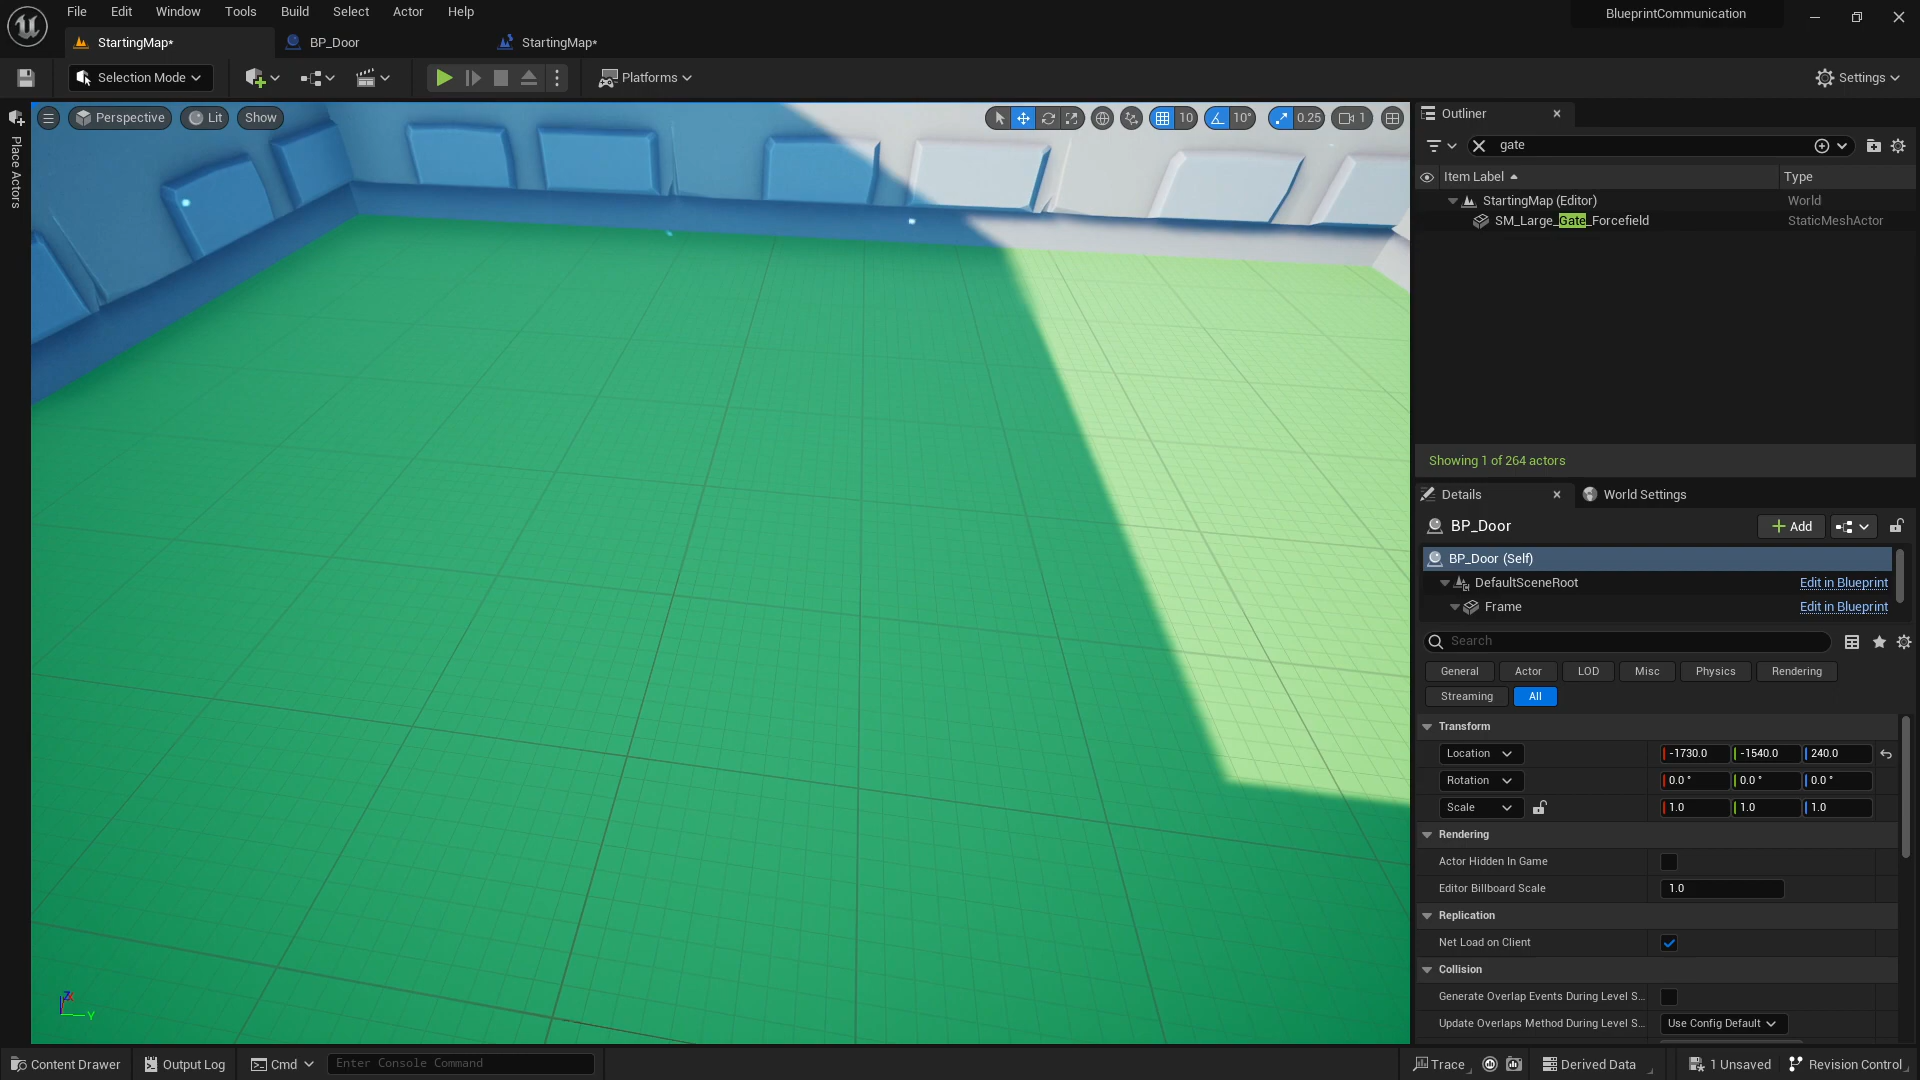 File Edit Window Tools Build Select Actor Help
BlueprintCommunication
StartingMap*
BP_Door
StartingMap*
Selection Mode
Platforms
Settings
Place Actors
Perspective
Lit
Show
10
10°
0.25
1
Outliner
gate
Item Label
Type
StartingMap (Editor)
World
SM_Large_Gate_Forcefield
StaticMeshActor
Showing 1 of 264 actors
Details
World Settings
BP_Door
Add
BP_Door (Self)
DefaultSceneRoot
Edit in Blueprint
Frame
Edit in Blueprint
Search
General
Actor
LOD
Misc
Physics
Rendering
Streaming
All
Transform
Location
-1730.0
-1540.0
240.0
Rotation
0.0 °
0.0 °
0.0 °
Scale
1.0
1.0
1.0
Rendering
Actor Hidden In Game
Editor Billboard Scale
1.0
Replication
Net Load on Client
Collision
Generate Overlap Events During Level S...
Update Overlaps Method During Level S...
Use Config Default
Z
Y
Content Drawer
Output Log
Cmd
Enter Console Command
Trace
Derived Data
1 Unsaved
Revision Control